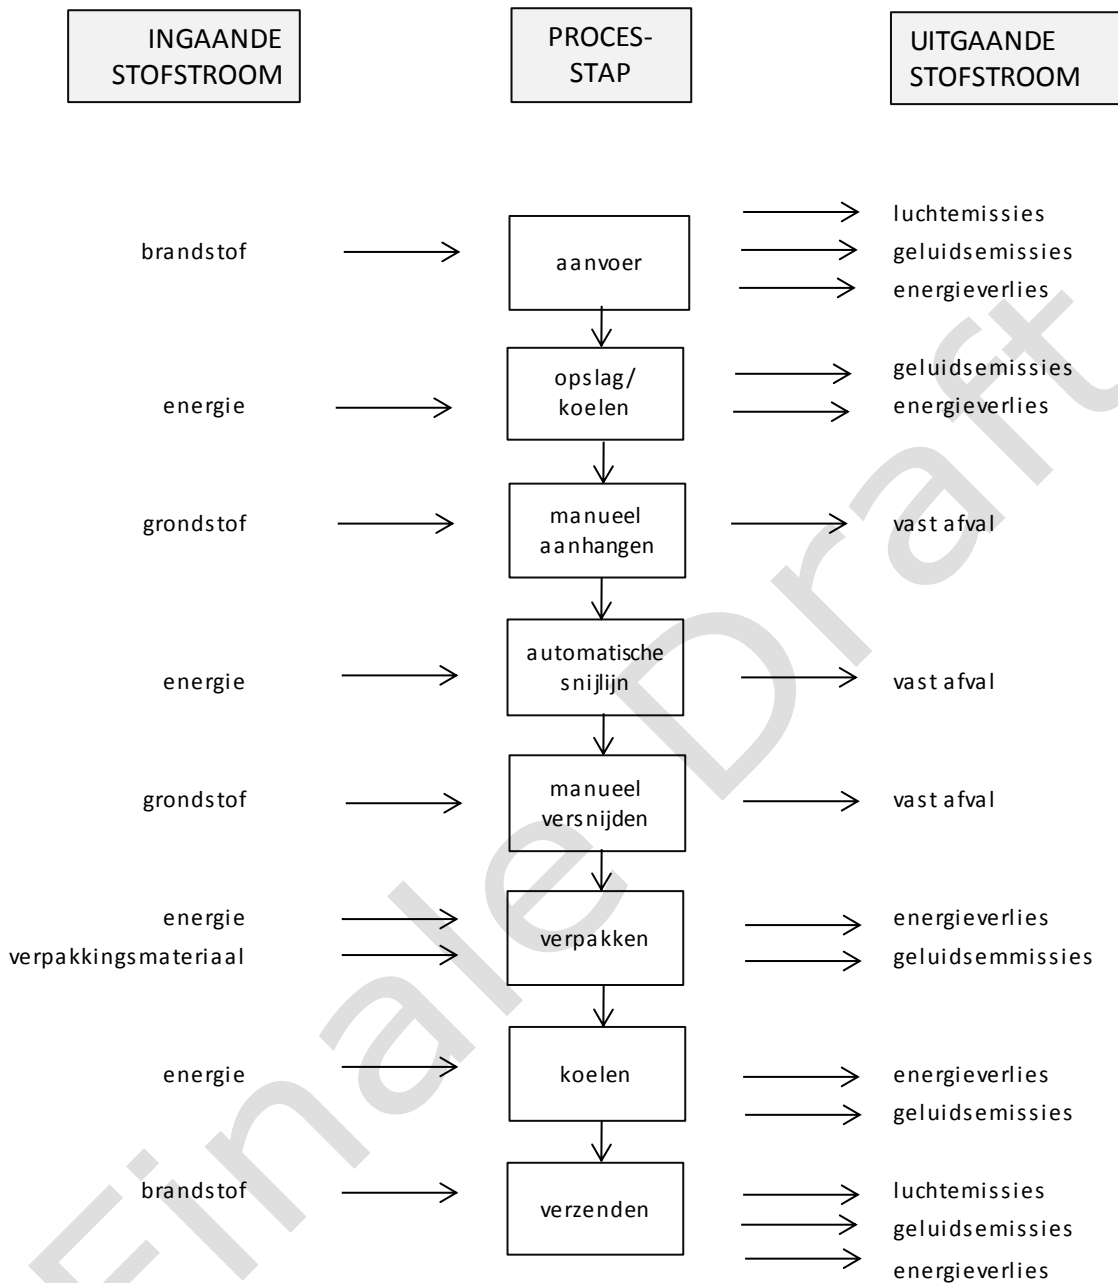 INGAANDE
STOFSTROOM
PROCES-
STAP
UITGAANDE
STOFSTROOM
brandstof
aanvoer
luchtemissies
geluidsemissies
energieverlies
energie
opslag/
koelen
geluidsemissies
energieverlies
grondstof
manueel
aanhangen
vast afval
energie
automatische
snijlijn
vast afval
grondstof
manueel
versnijden
vast afval
energie
verpakkingsmateriaal
verpakken
energieverlies
geluidsemmissies
energie
koelen
energieverlies
geluidsemissies
brandstof
verzenden
luchtemissies
geluidsemissies
energieverlies
Finale Draft